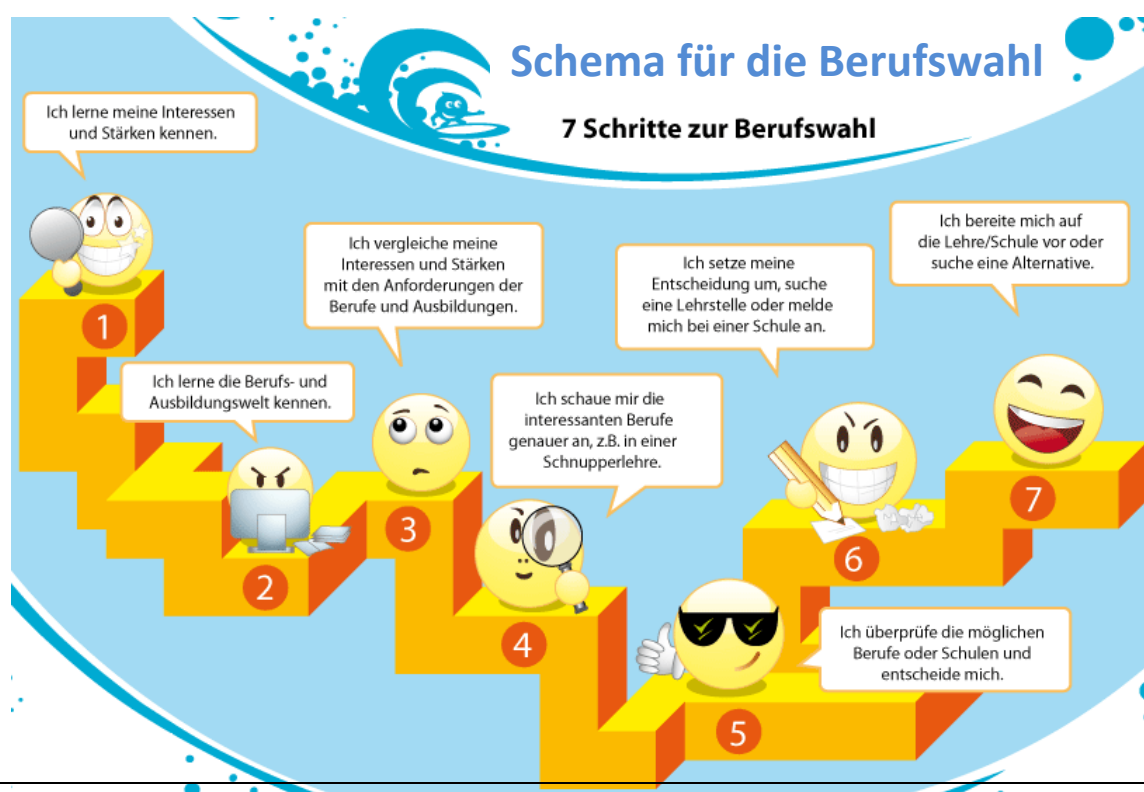 Schema für die Berufswahl
7 Schritte zur Berufswahl
Ich lerne meine Interessen
und Stärken kennen.
1
Ich lerne die Berufs- und
Ausbildungswelt kennen.
2
Ich vergleiche meine
Interessen und Stärken
mit den Anforderungen der
Berufe und Ausbildungen.
3
Ich schaue mir die
interessanten Berufe
genauer an, z.B. in einer
Schnupperlehre.
4
Ich überprüfe die möglichen
Berufe oder Schulen und
entscheide mich.
5
Ich setze meine
Entscheidung um, suche
eine Lehrstelle oder melde
mich bei einer Schule an.
6
Ich bereite mich auf
die Lehre/Schule vor oder
suche eine Alternative.
7